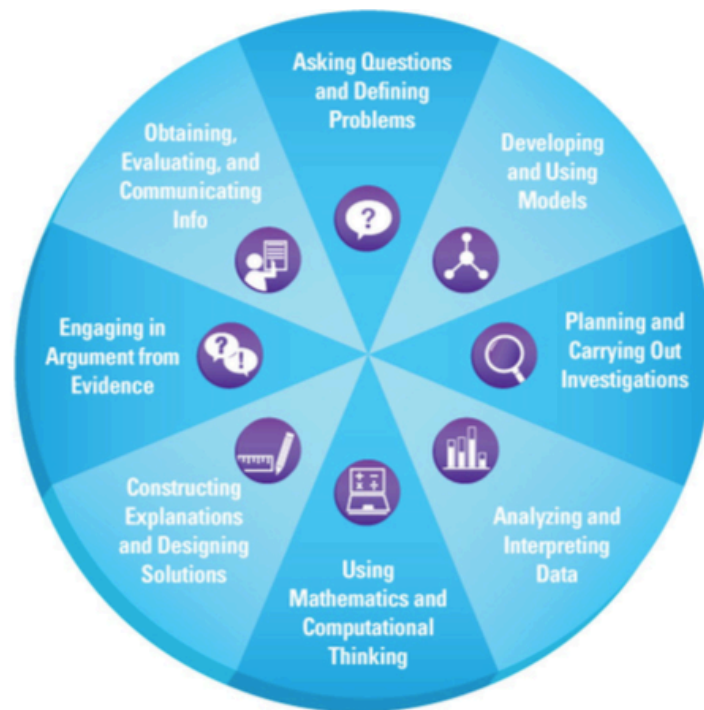 Asking Questions
and Defining
Problems
Developing
and Using
Models
Planning and
Carrying Out
Investigations
Analyzing and
Interpreting
Data
Using
Mathematics and
Computational
Thinking
Constructing
Explanations
and Designing
Solutions
Engaging in
Argument from
Evidence
Obtaining,
Evaluating, and
Communicating
Info